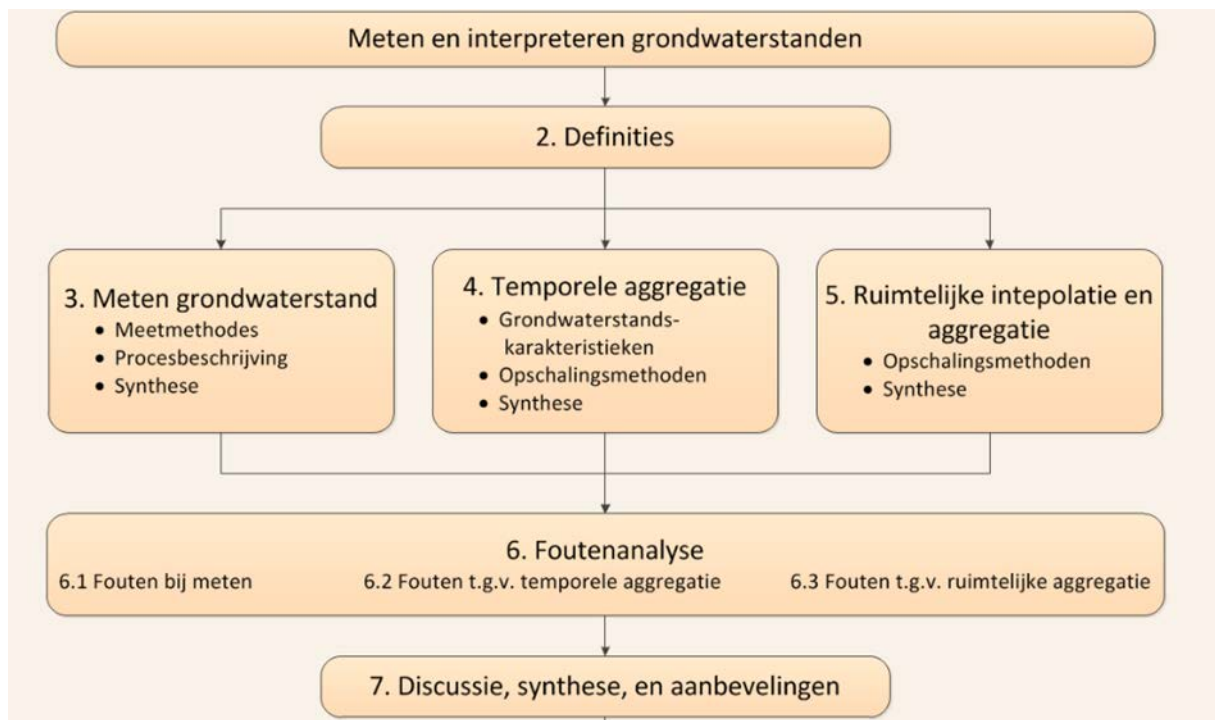 Meten en interpreteren grondwaterstanden
2. Definities
3. Meten grondwaterstand
• Meetmethodes
• Procesbeschrijving
• Synthese
4. Temporele aggregatie
• Grondwaterstands-
karakteristieken
• Opschalingsmethoden
• Synthese
5. Ruimtelijke intepolatie en
aggregatie
• Opschalingsmethoden
• Synthese
6. Foutenanalyse
6.1 Fouten bij meten
6.2 Fouten t.g.v. temporele aggregatie
6.3 Fouten t.g.v. ruimtelijke aggregatie
7. Discussie, synthese, en aanbevelingen